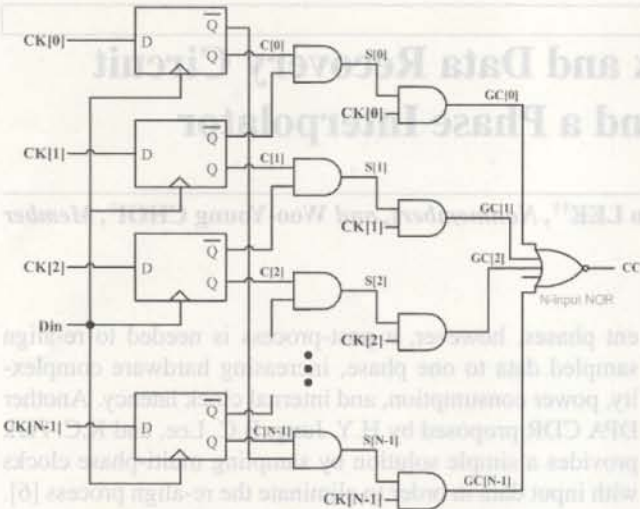 Q
CK[0] D Q C[0] S[0]
and Data Recovery Circuit
CK[0] GC[0]
nd a Phase Interpolator
Q
CK[1] D Q C[1] S[1]
LEE, Nonmembers, and Woo-Young CHOI, Member
CK[1] GC[1]
Q
CK[2] D Q C[2] S[2] GC[2] CC
N-Input NOR
Din CK[2]
ent phases, however, a post-process is needed to re-align
sampled data to one phase, increasing hardware complex-
ity, power consumption, and internal clock latency. Another
Q
CK[N-1] D Q C[N-1] S[N-1]
DPA CDR proposed by H.Y. Lee, and K.C.
provides a simple solution by sampling multi-phase clocks
CK[N-1] GC[N-1]
with input data in order to eliminate the re-align process [6].